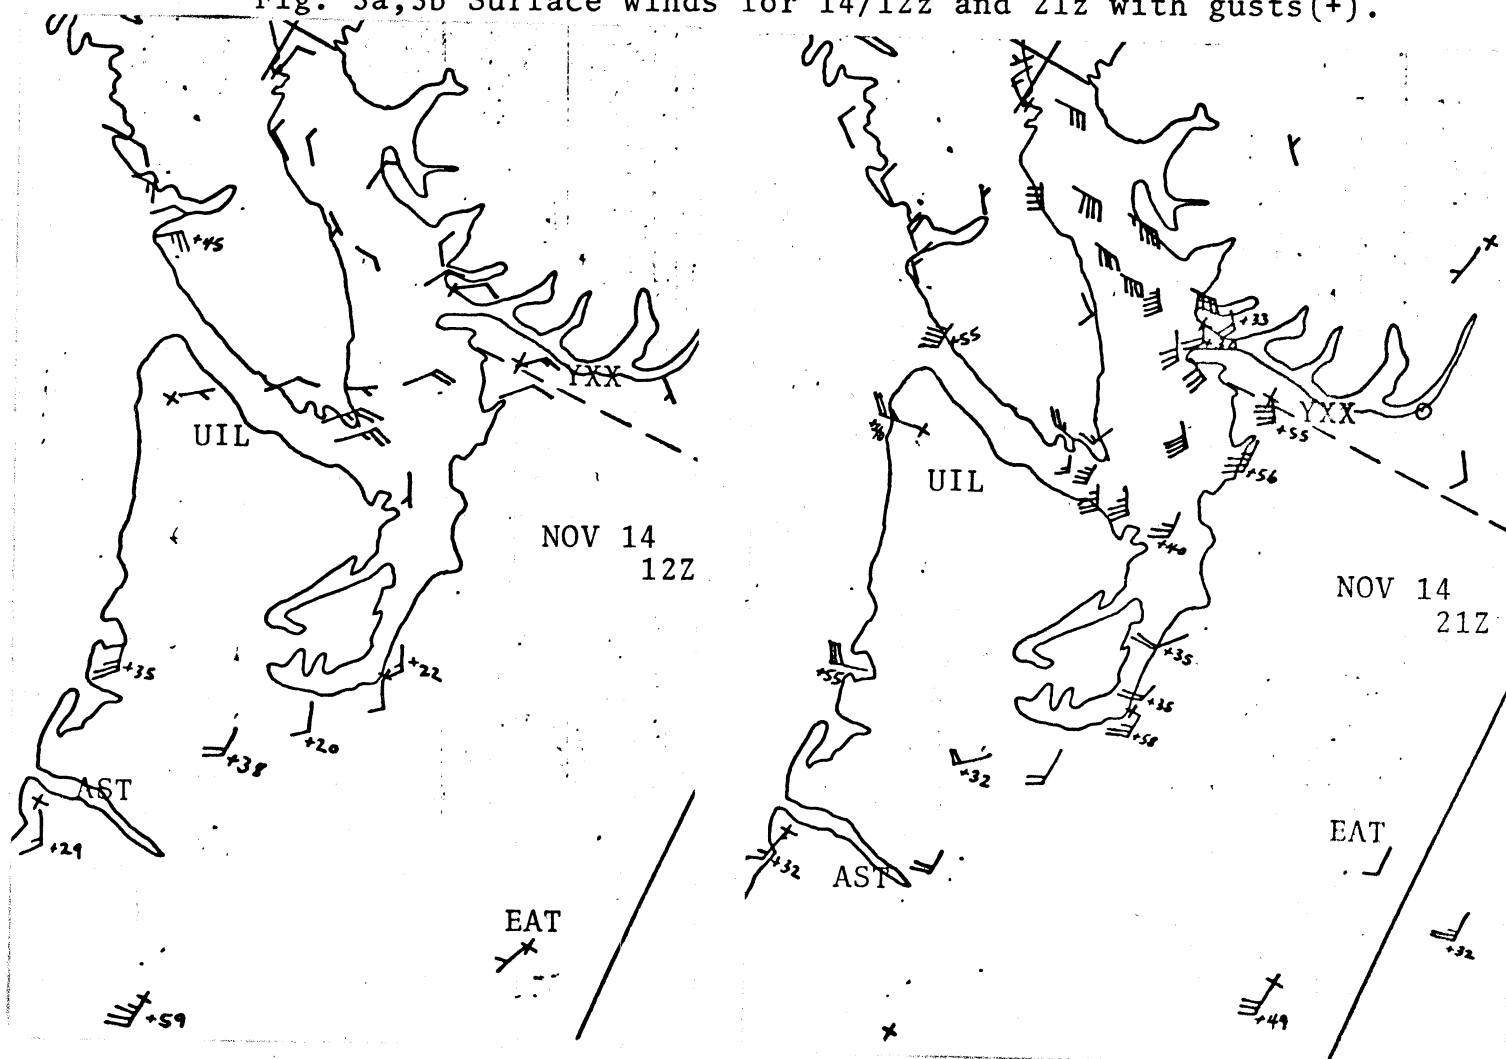 Fig. 3a,3b Surface winds for 14/12z and 21z with gusts(+).
+45
YXX
UIL
NOV 14
12Z
+35
+22
+20
+38
AST
+29
EAT
+59
+33
+55
YXX
+55
UIL
+56
+40
NOV 14
21Z
+35
+55
+35
+58
+32
EAT
+32
AST
+32
+49